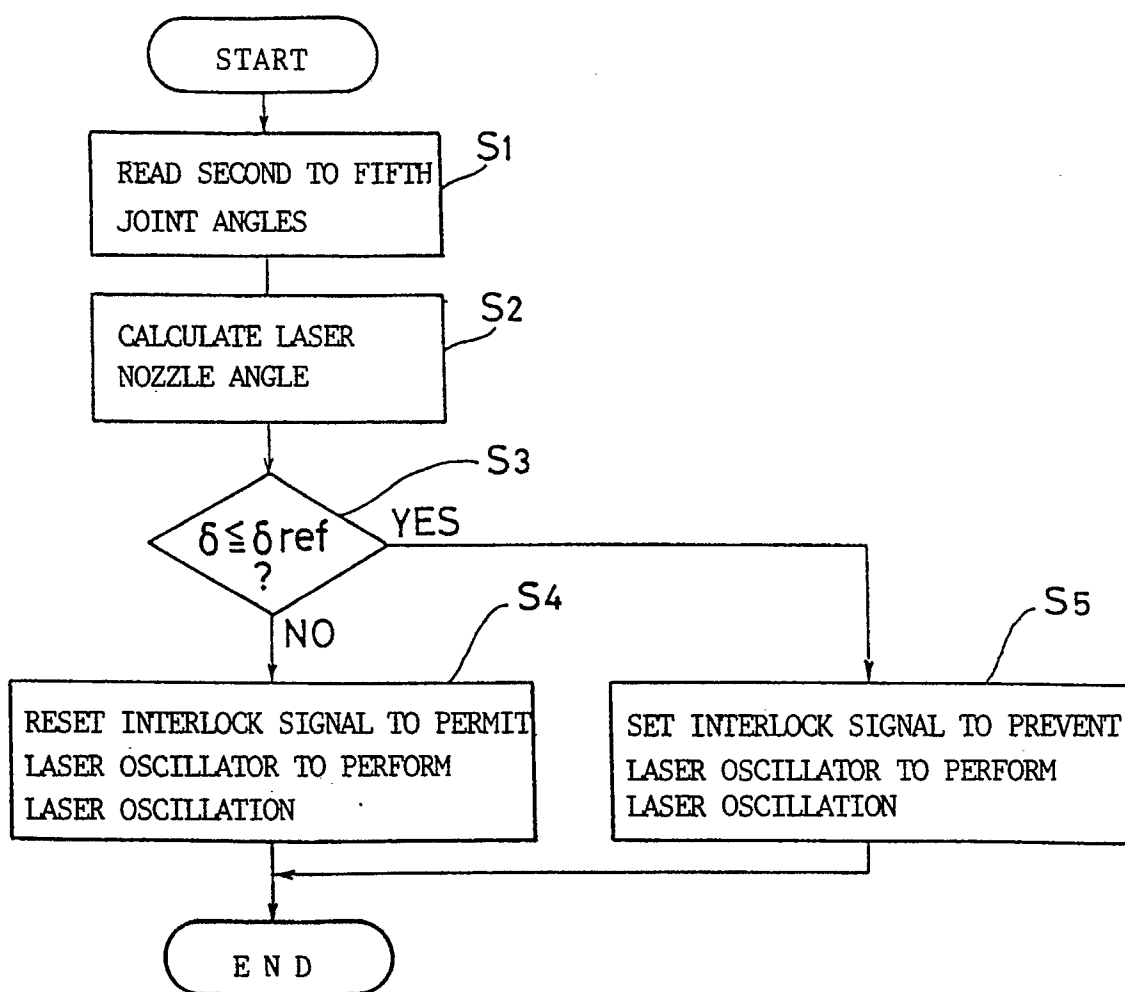 START
S1
READ SECOND TO FIFTH
JOINT ANGLES
S2
CALCULATE LASER
NOZZLE ANGLE
S3
δ≦δref
?
YES
NO
S4
RESET INTERLOCK SIGNAL TO PERMIT
LASER OSCILLATOR TO PERFORM
LASER OSCILLATION
S5
SET INTERLOCK SIGNAL TO PREVENT
LASER OSCILLATOR TO PERFORM
LASER OSCILLATION
END